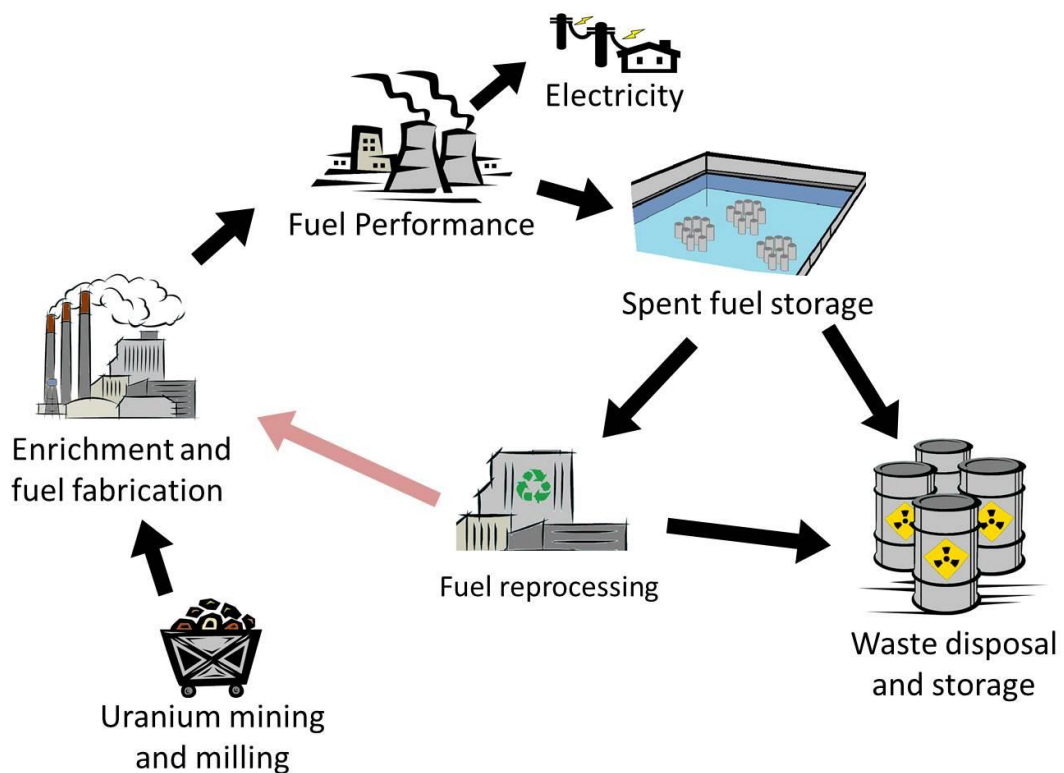 Electricity
Fuel Performance
Spent fuel storage
Enrichment and
fuel fabrication
Fuel reprocessing
Waste disposal
and storage
Uranium mining
and milling